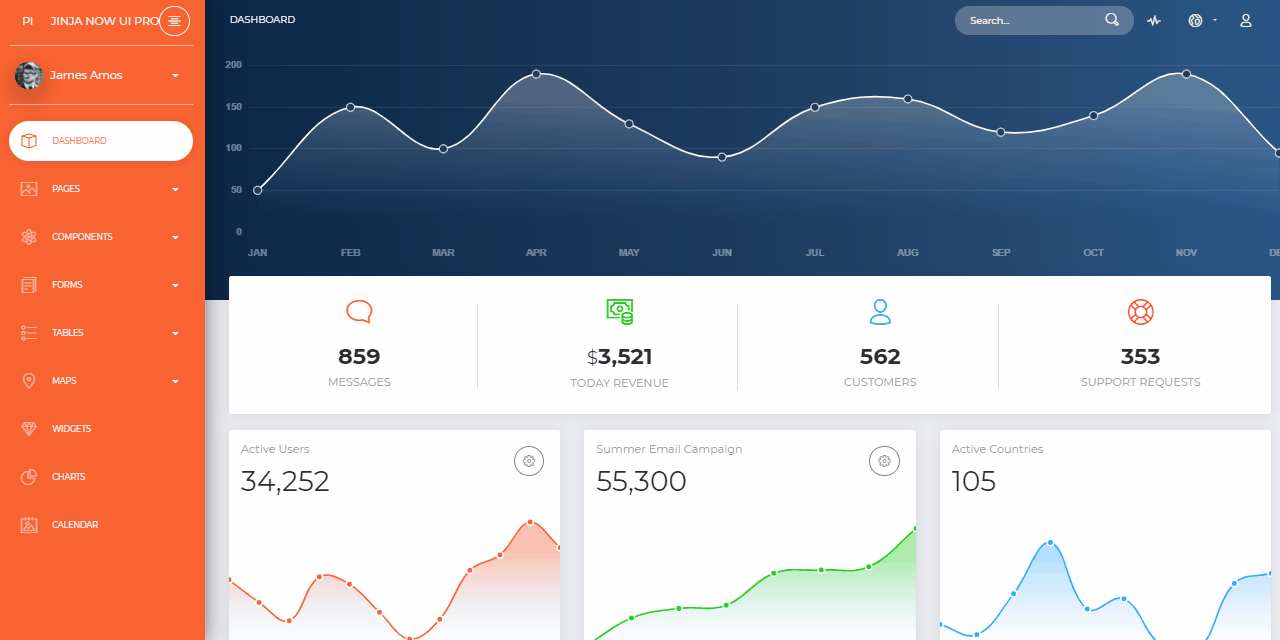 PI JINJA NOW UI PRO
James Amos
DASHBOARD
PAGES
COMPONENTS
FORMS
TABLES
MAPS
WIDGETS
CHARTS
CALENDAR
DASHBOARD
Search...
200
150
100
50
0
JAN FEB MAR APR MAY JUN JUL AUG SEP OCT NOV DE
859
MESSAGES
$3,521
TODAY REVENUE
562
CUSTOMERS
353
SUPPORT REQUESTS
Active Users
34,252
Summer Email Campaign
55,300
Active Countries
105